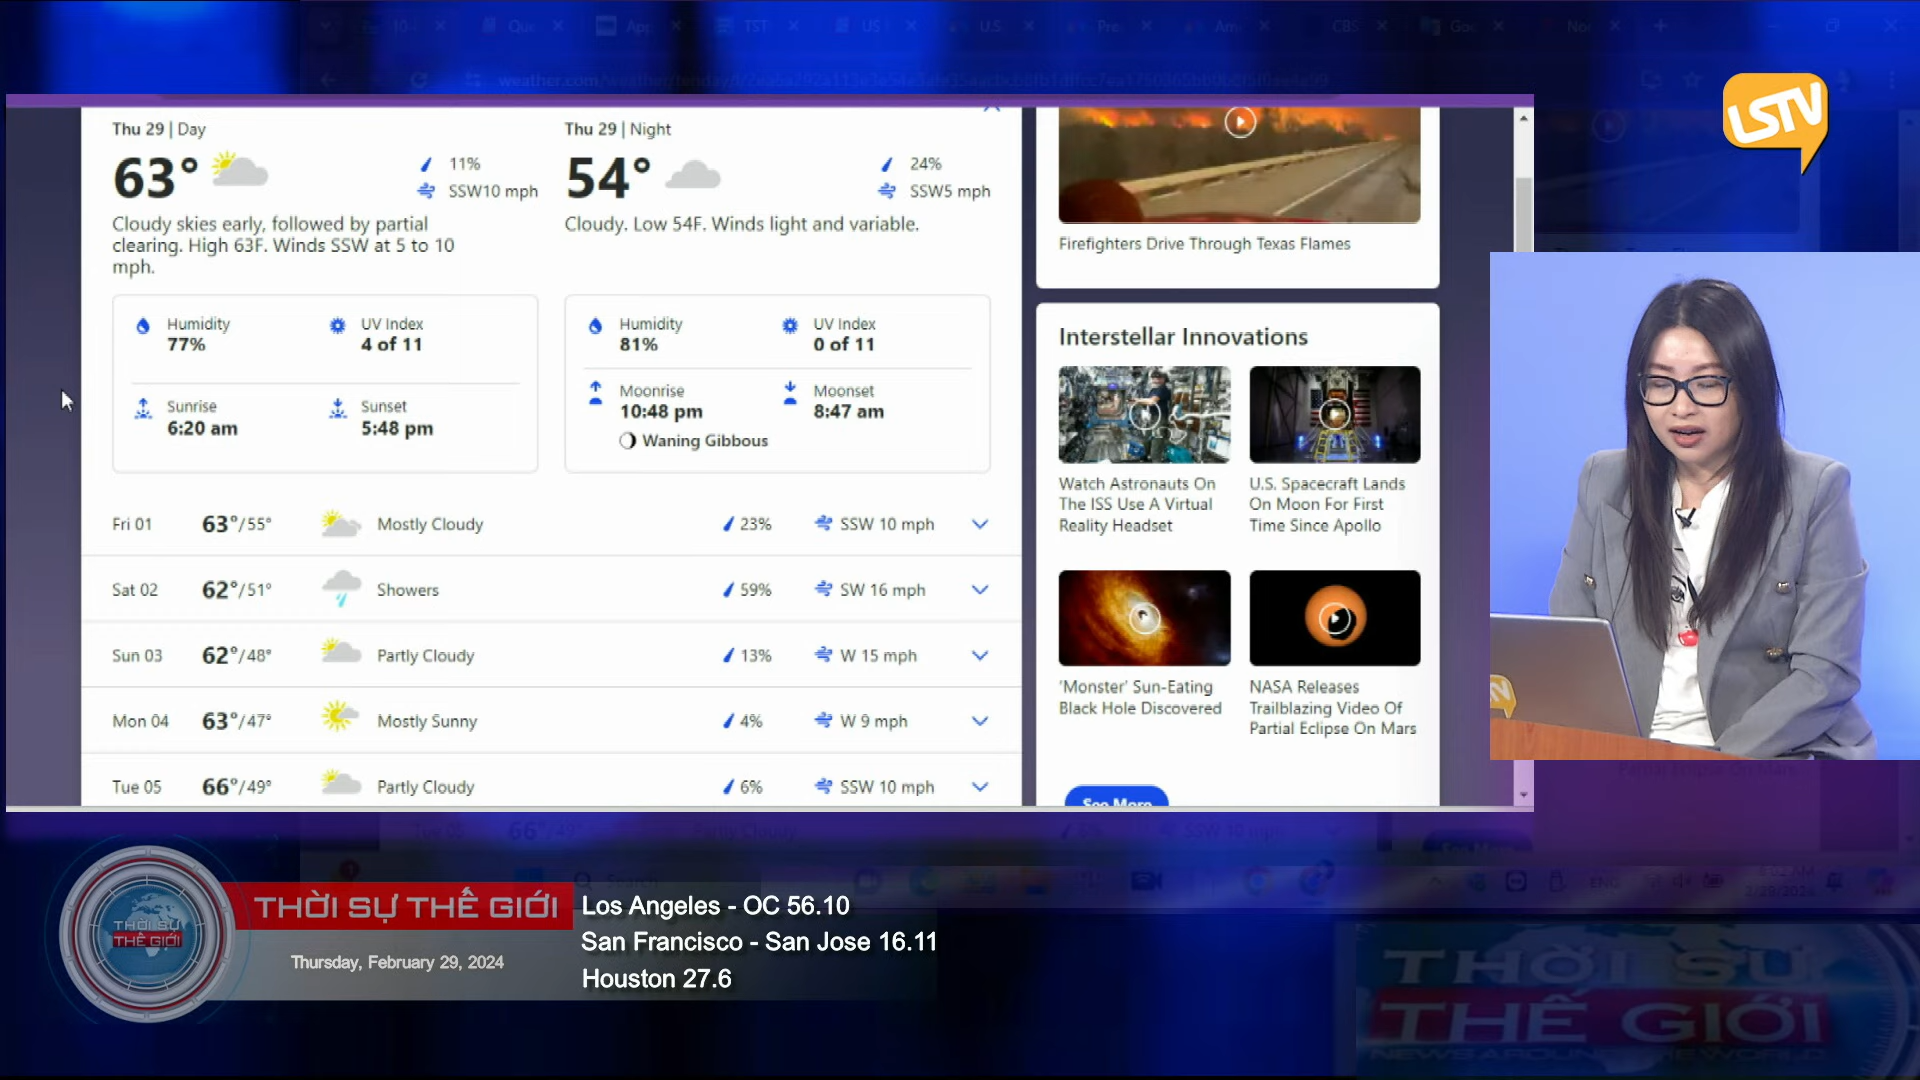 weather.com/weather/tenday/l/
Thu 29 | Day
63°
11%
SSW10 mph
Cloudy skies early, followed by partial
clearing. High 63F. Winds SSW at 5 to 10
mph.
Humidity
77%
UV Index
4 of 11
Sunrise
6:20 am
Sunset
5:48 pm
Thu 29 | Night
54°
24%
SSW5 mph
Cloudy. Low 54F. Winds light and variable.
Humidity
81%
UV Index
0 of 11
Moonrise
10:48 pm
Waning Gibbous
Moonset
8:47 am
Fri 01 63°/55° Mostly Cloudy 23% SSW 10 mph
Sat 02 62°/51° Showers 59% SW 16 mph
Sun 03 62°/48° Partly Cloudy 13% W 15 mph
Mon 04 63°/47° Mostly Sunny 4% W 9 mph
Tue 05 66°/49° Partly Cloudy 6% SSW 10 mph
Firefighters Drive Through Texas Flames
Interstellar Innovations
Watch Astronauts On
The ISS Use A Virtual
Reality Headset
U.S. Spacecraft Lands
On Moon For First
Time Since Apollo
'Monster' Sun-Eating
Black Hole Discovered
NASA Releases
Trailblazing Video Of
Partial Eclipse On Mars
See More
LSTV
THỜI SỰ
THẾ GIỚI
THỜI SỰ THẾ GIỚI
Thursday, February 29, 2024
Los Angeles - OC 56.10
San Francisco - San Jose 16.11
Houston 27.6
THỜI SỰ
THẾ GIỚI
NEWS AROUND THE WORLD